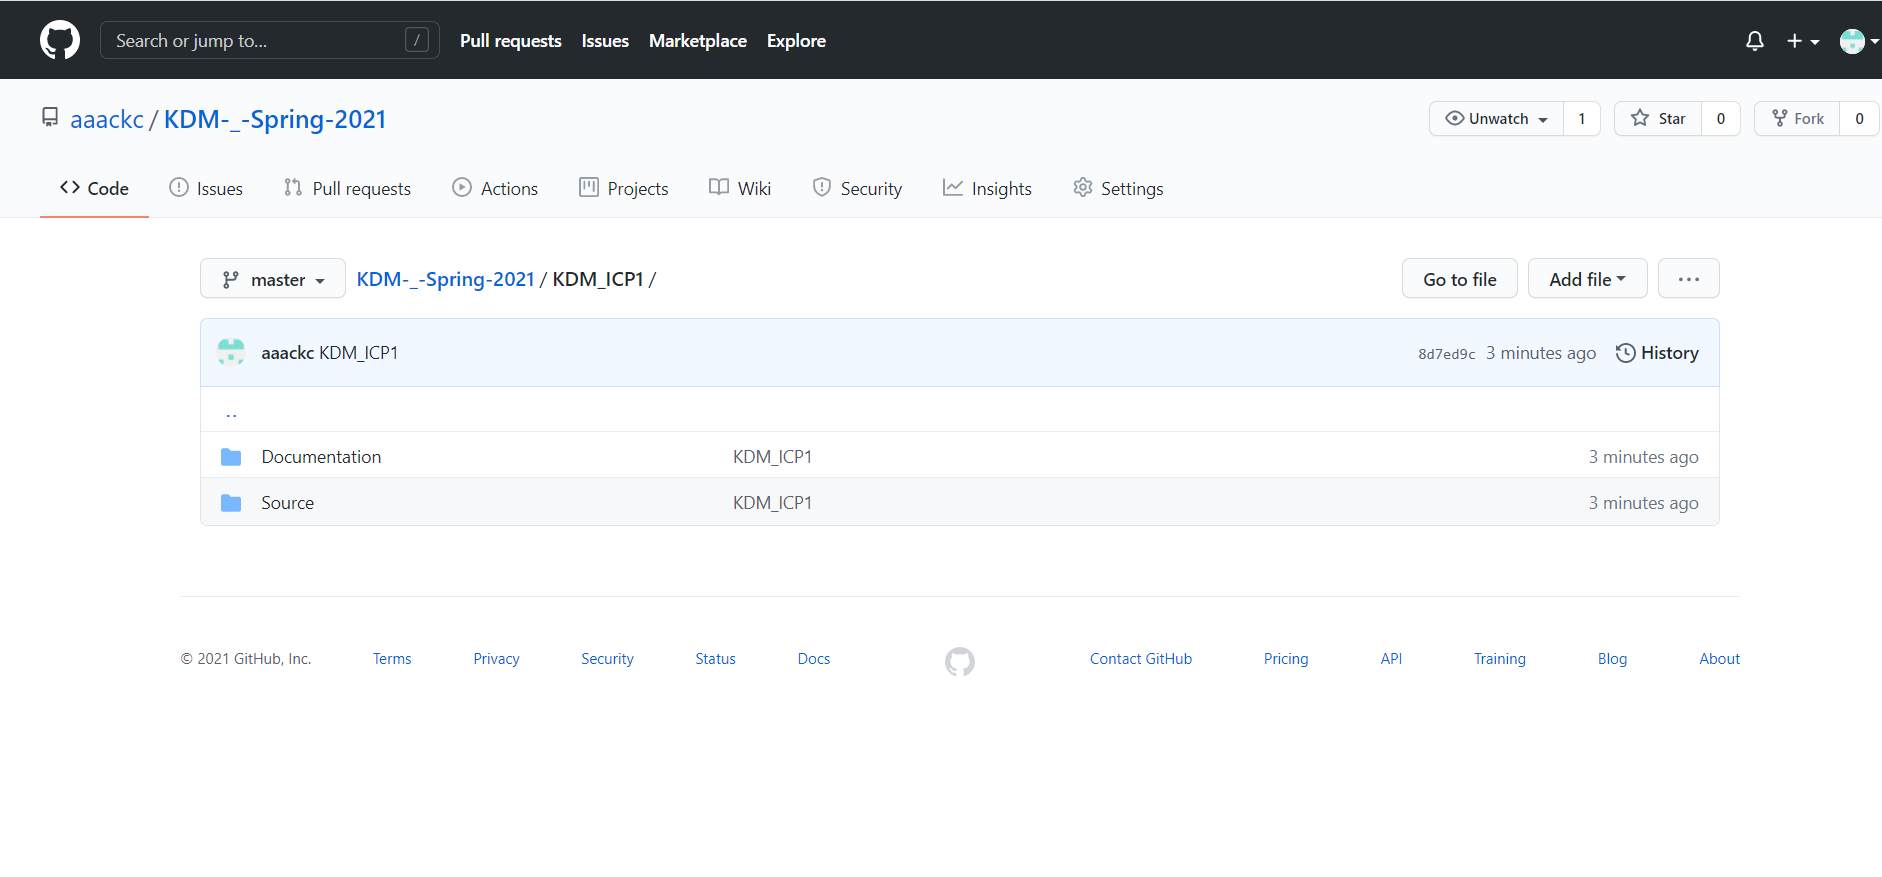 Search or jump to... /
Pull requests Issues Marketplace Explore
aaackc / KDM-_-Spring-2021
Unwatch 1 Star 0 Fork 0
Code Issues Pull requests Actions Projects Wiki Security Insights Settings
master KDM-_-Spring-2021 / KDM_ICP1 /
Go to file Add file ...
aaackc KDM_ICP1 8d7ed9c 3 minutes ago History
..
Documentation KDM_ICP1 3 minutes ago
Source KDM_ICP1 3 minutes ago
© 2021 GitHub, Inc. Terms Privacy Security Status Docs Contact GitHub Pricing API Training Blog About